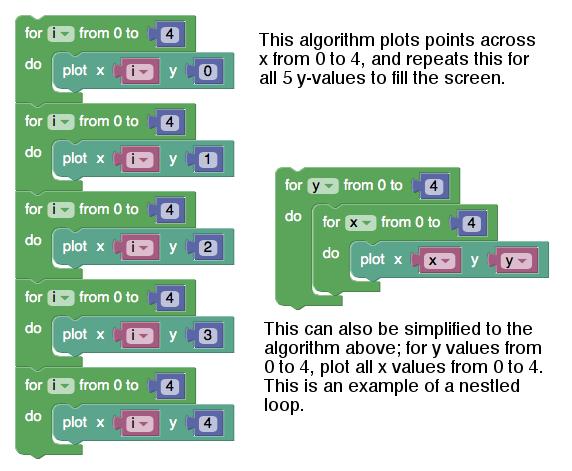 for i from 0 to 4
do plot x i y 0
for i from 0 to 4
do plot x i y 1
for i from 0 to 4
do plot x i y 2
for i from 0 to 4
do plot x i y 3
for i from 0 to 4
do plot x i y 4
This algorithm plots points across
x from 0 to 4, and repeats this for
all 5 y-values to fill the screen.
for y from 0 to 4
do for x from 0 to 4
do plot x x y y
This can also be simplified to the
algorithm above; for y values from
0 to 4, plot all x values from 0 to 4.
This is an example of a nestled
loop.